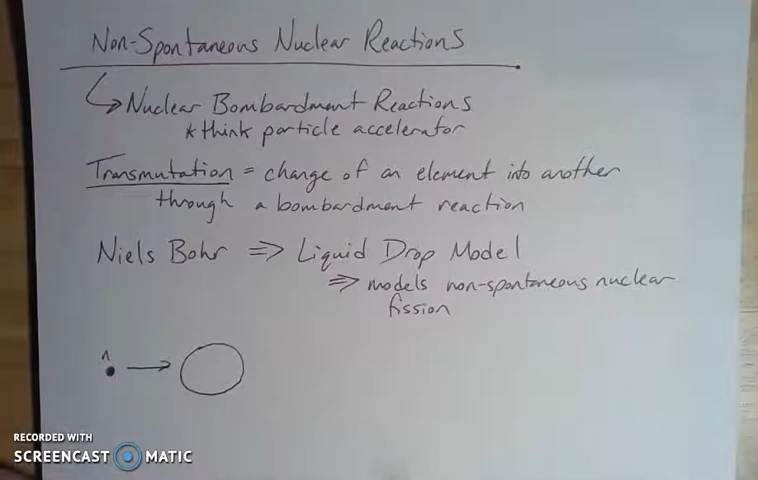 Non-Spontaneous Nuclear Reactions
Nuclear Bombardment Reactions
*think particle accelerator
Transmutation = change of an element into another
through a bombardment reaction
Niels Bohr => Liquid Drop Model
=> models non-spontaneous nuclear
fission
n
RECORDED WITH
SCREENCAST MATIC